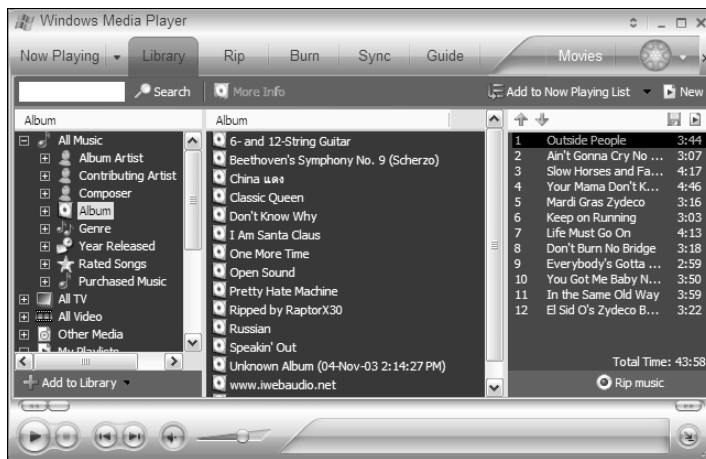 Windows Media Player
Now Playing Library Rip Burn Sync Guide Movies
Search More Info Add to Now Playing List New
Album
All Music
Album Artist
Contributing Artist
Composer
Album
Genre
Year Released
Rated Songs
Purchased Music
All TV
All Video
Other Media
My Playlists
Add to Library
Album
6- and 12-String Guitar
Beethoven's Symphony No. 9 (Scherzo)
China แดง
Classic Queen
Don't Know Why
I Am Santa Claus
One More Time
Open Sound
Pretty Hate Machine
Ripped by RaptorX30
Russian
Speakin' Out
Unknown Album (04-Nov-03 2:14:27 PM)
www.iwebaudio.net
1 Outside People 3:44
2 Ain't Gonna Cry No ... 3:07
3 Slow Horses and Fa... 4:17
4 Your Mama Don't K... 4:46
5 Mardi Gras Zydeco 3:16
6 Keep on Running 3:03
7 Life Must Go On 4:13
8 Don't Burn No Bridge 3:18
9 Everybody's Gotta ... 2:59
10 You Got Me Baby N... 3:50
11 In the Same Old Way 3:59
12 El Sid O's Zydeco B... 3:22
Total Time: 43:58
Rip music